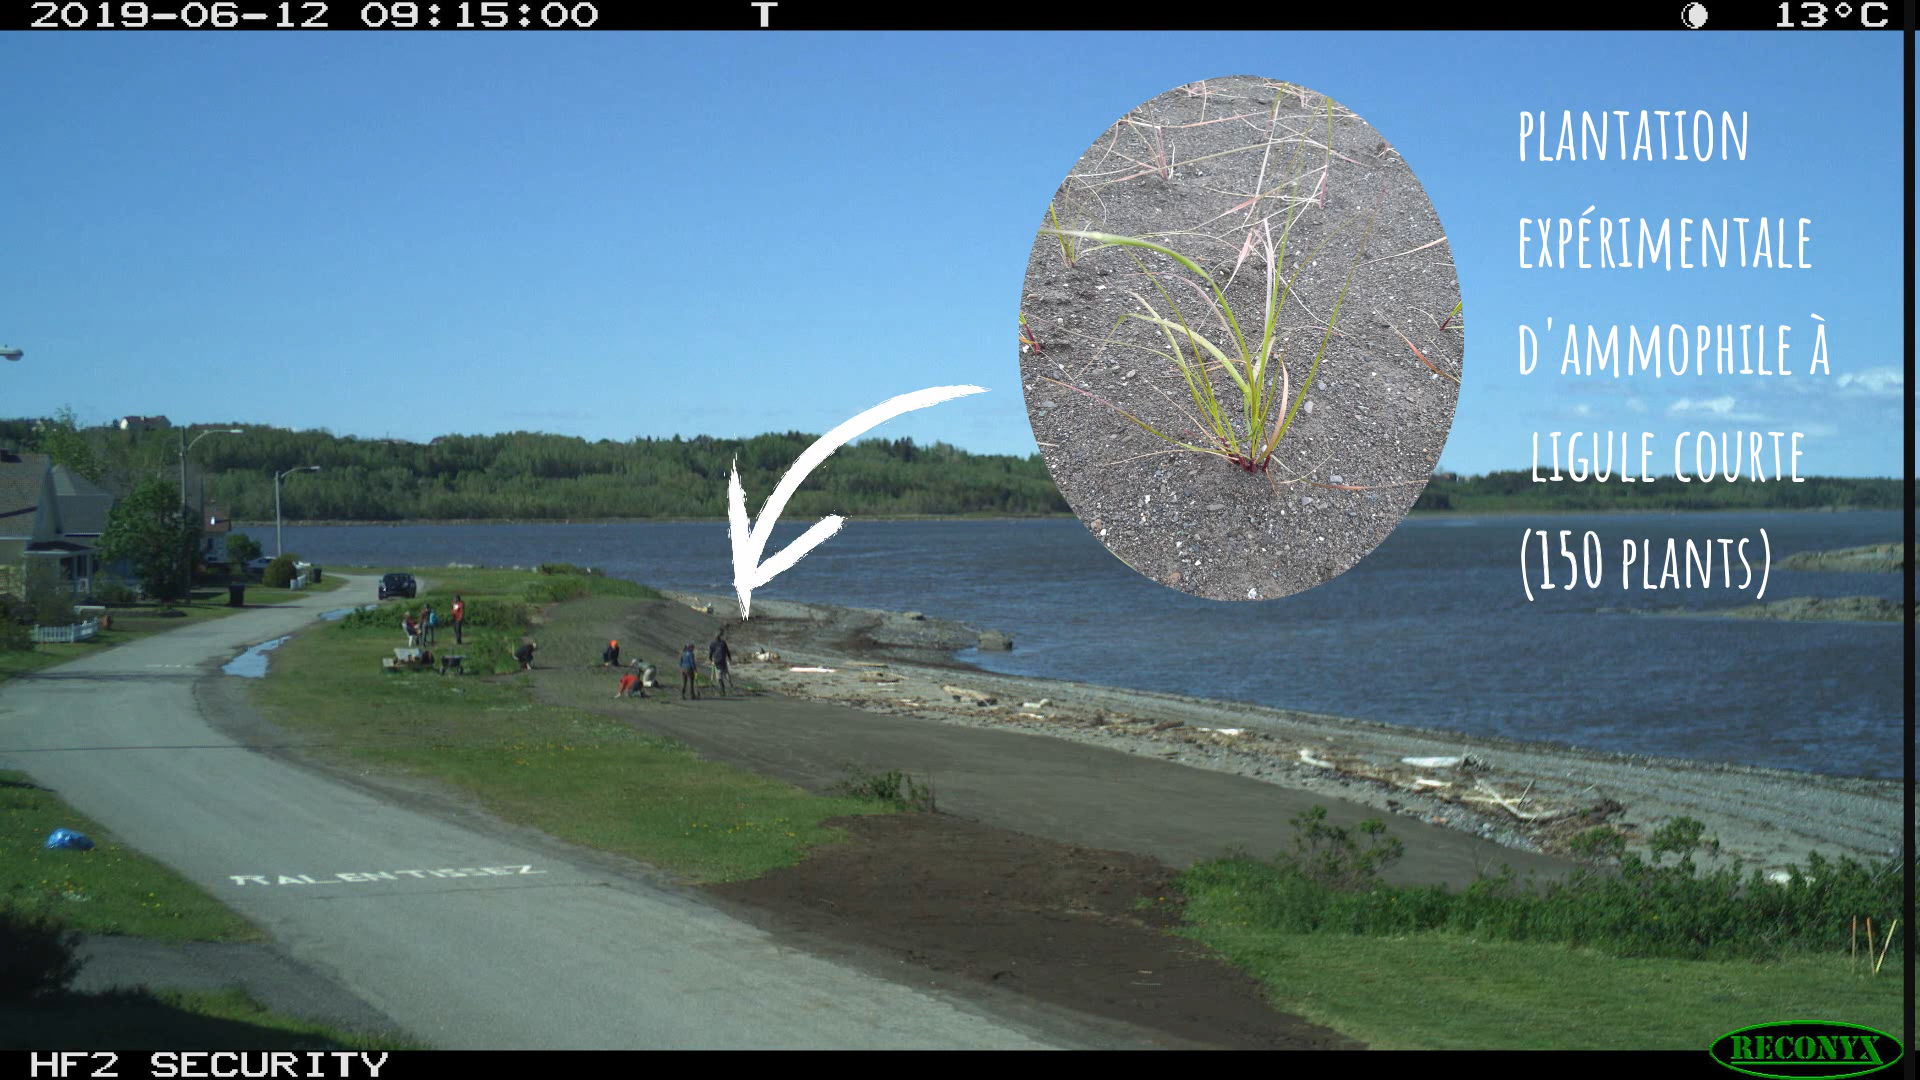 2019-06-12 09:15:00 T 13°C
PLANTATION
EXPÉRIMENTALE
D'AMMOPHILE À
LIGULE COURTE
(150 PLANTS)
RALENTISSEZ
HF2 SECURITY
RECONYX